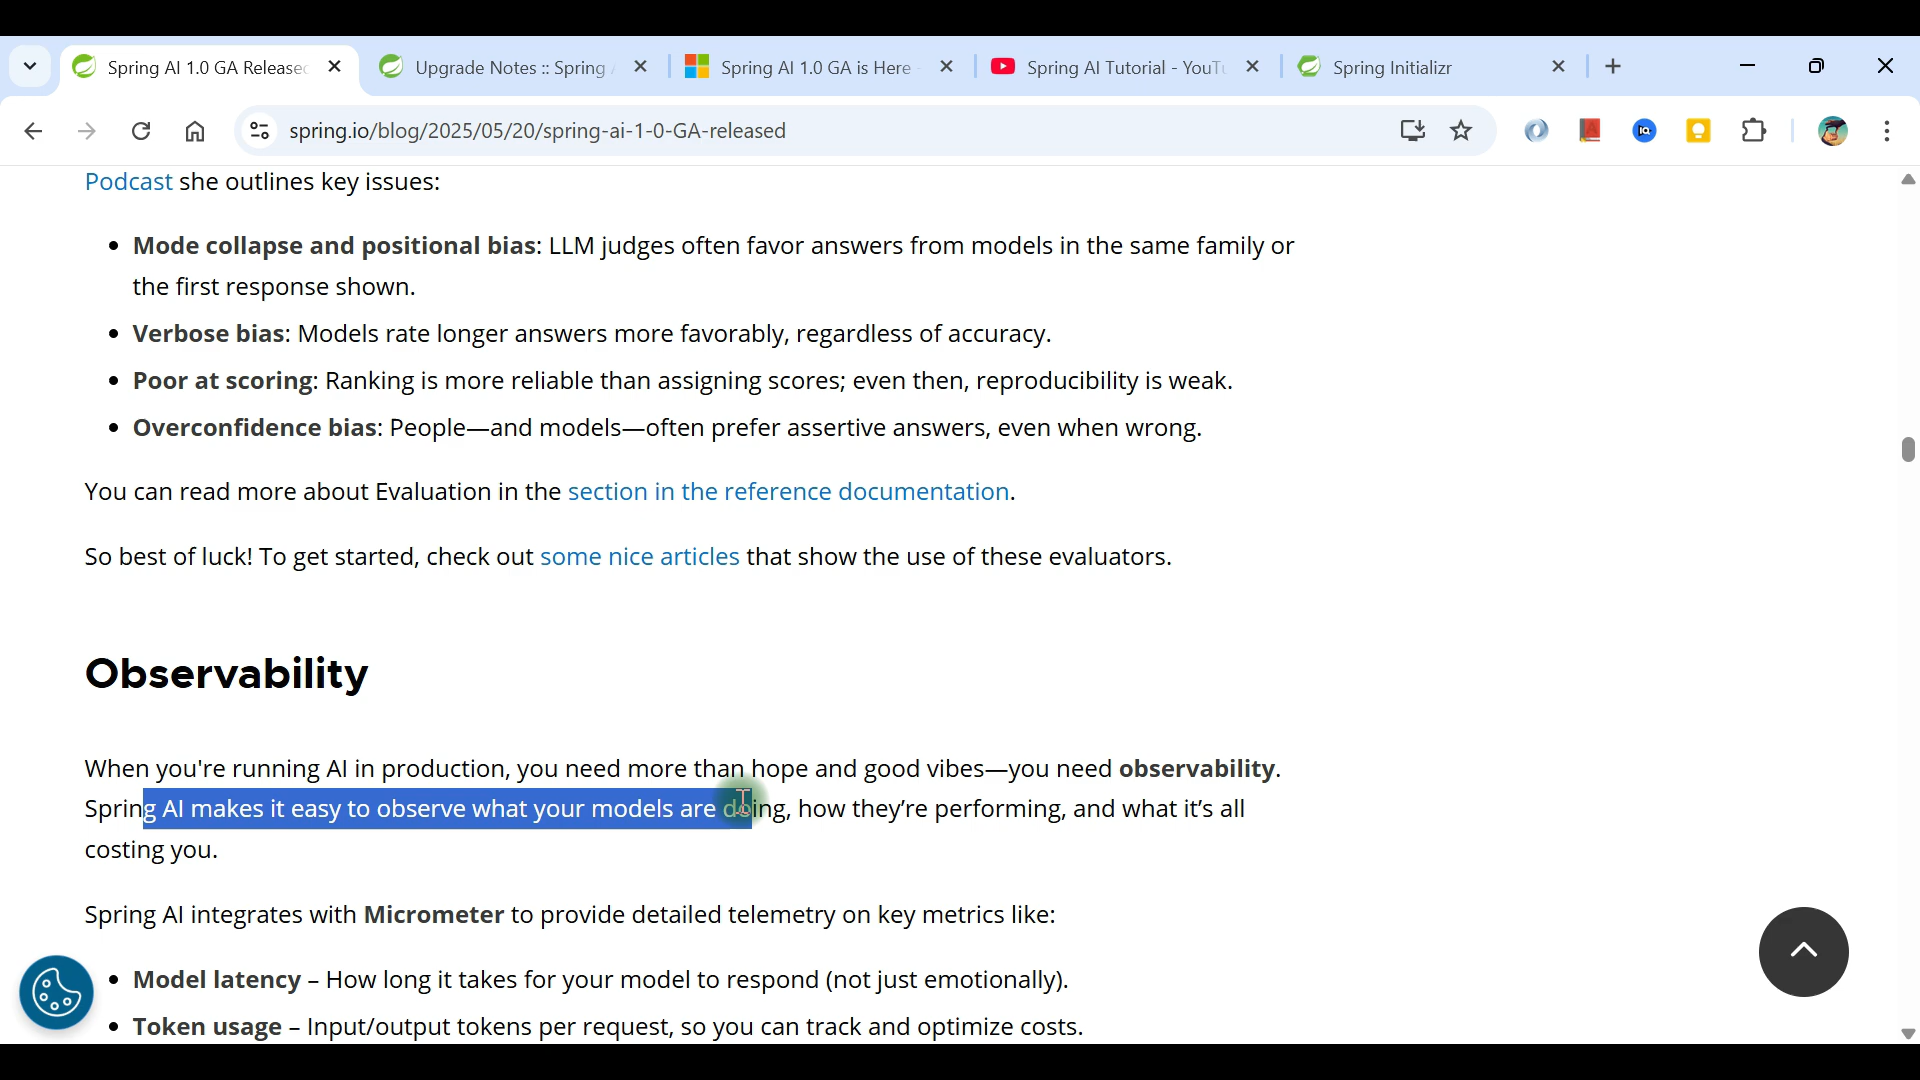 Spring AI 1.0 GA Released
Upgrade Notes :: Spring A
Spring AI 1.0 GA is Here -
Spring AI Tutorial - YouTu
Spring Initializr
spring.io/blog/2025/05/20/spring-ai-1-0-GA-released
Podcast she outlines key issues:
• Mode collapse and positional bias: LLM judges often favor answers from models in the same family or
the first response shown.
• Verbose bias: Models rate longer answers more favorably, regardless of accuracy.
• Poor at scoring: Ranking is more reliable than assigning scores; even then, reproducibility is weak.
• Overconfidence bias: People—and models—often prefer assertive answers, even when wrong.
You can read more about Evaluation in the section in the reference documentation.
So best of luck! To get started, check out some nice articles that show the use of these evaluators.
Observability
When you're running AI in production, you need more than hope and good vibes—you need observability.
Spring AI makes it easy to observe what your models are doing, how they’re performing, and what it’s all
costing you.
Spring AI integrates with Micrometer to provide detailed telemetry on key metrics like:
• Model latency – How long it takes for your model to respond (not just emotionally).
• Token usage – Input/output tokens per request, so you can track and optimize costs.